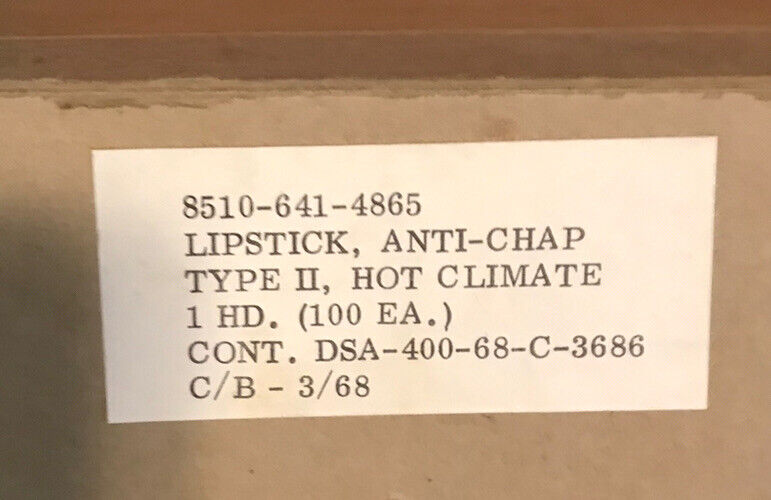 8510-641-4865
LIPSTICK, ANTI-CHAP
TYPE II, HOT CLIMATE
1 HD. (100 EA.)
CONT. DSA-400-68-C-3686
C/B - 3/68